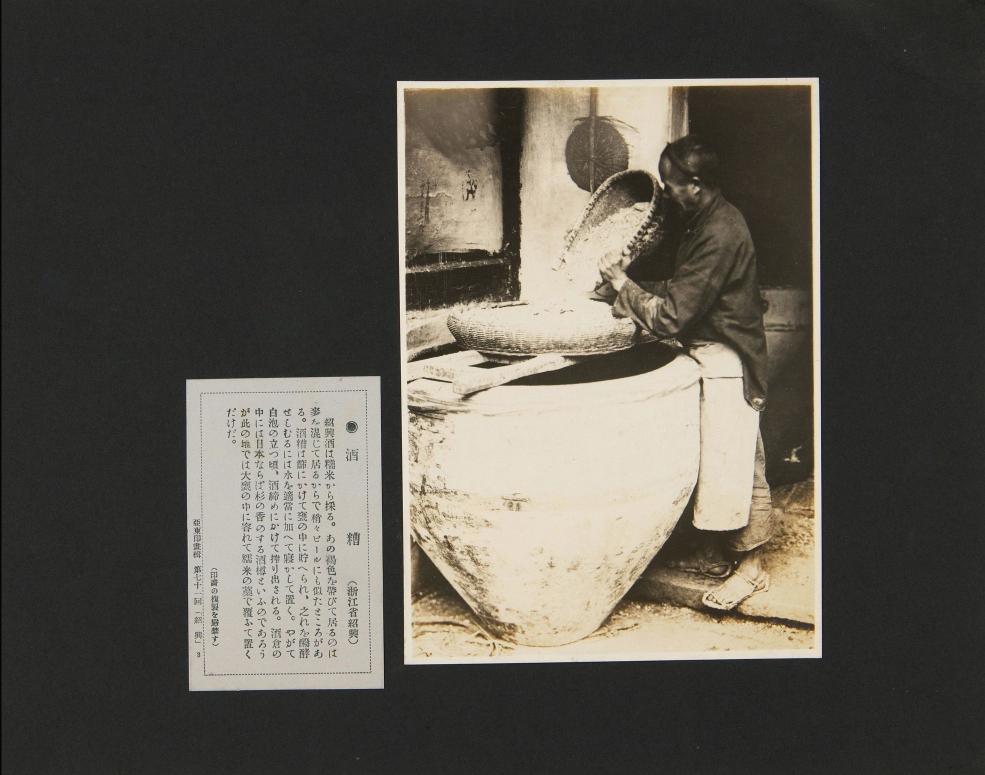 ●酒糟（浙江省紹興）
紹興酒は糯米から採る。あの褐色を帶びて居るのは
麥を混じて居るからで稍々ビールにも似たところがあ
る。酒糟は篩にかけて甕の中に貯へられ、之れを醗酵
せしむるには水を適當に加へて寢かして置く。やがて
白泡の立つ頃、酒締めにかけて搾り出される。酒倉の
中には日本ならば杉の香のする酒樽といふのであらう
が此の地では大甕の中に容れて糯米の藁で覆ふて置く
だけだ。
（印畵の複製を嚴禁す）
亞東印畫輯 第七十二回「紹興」3